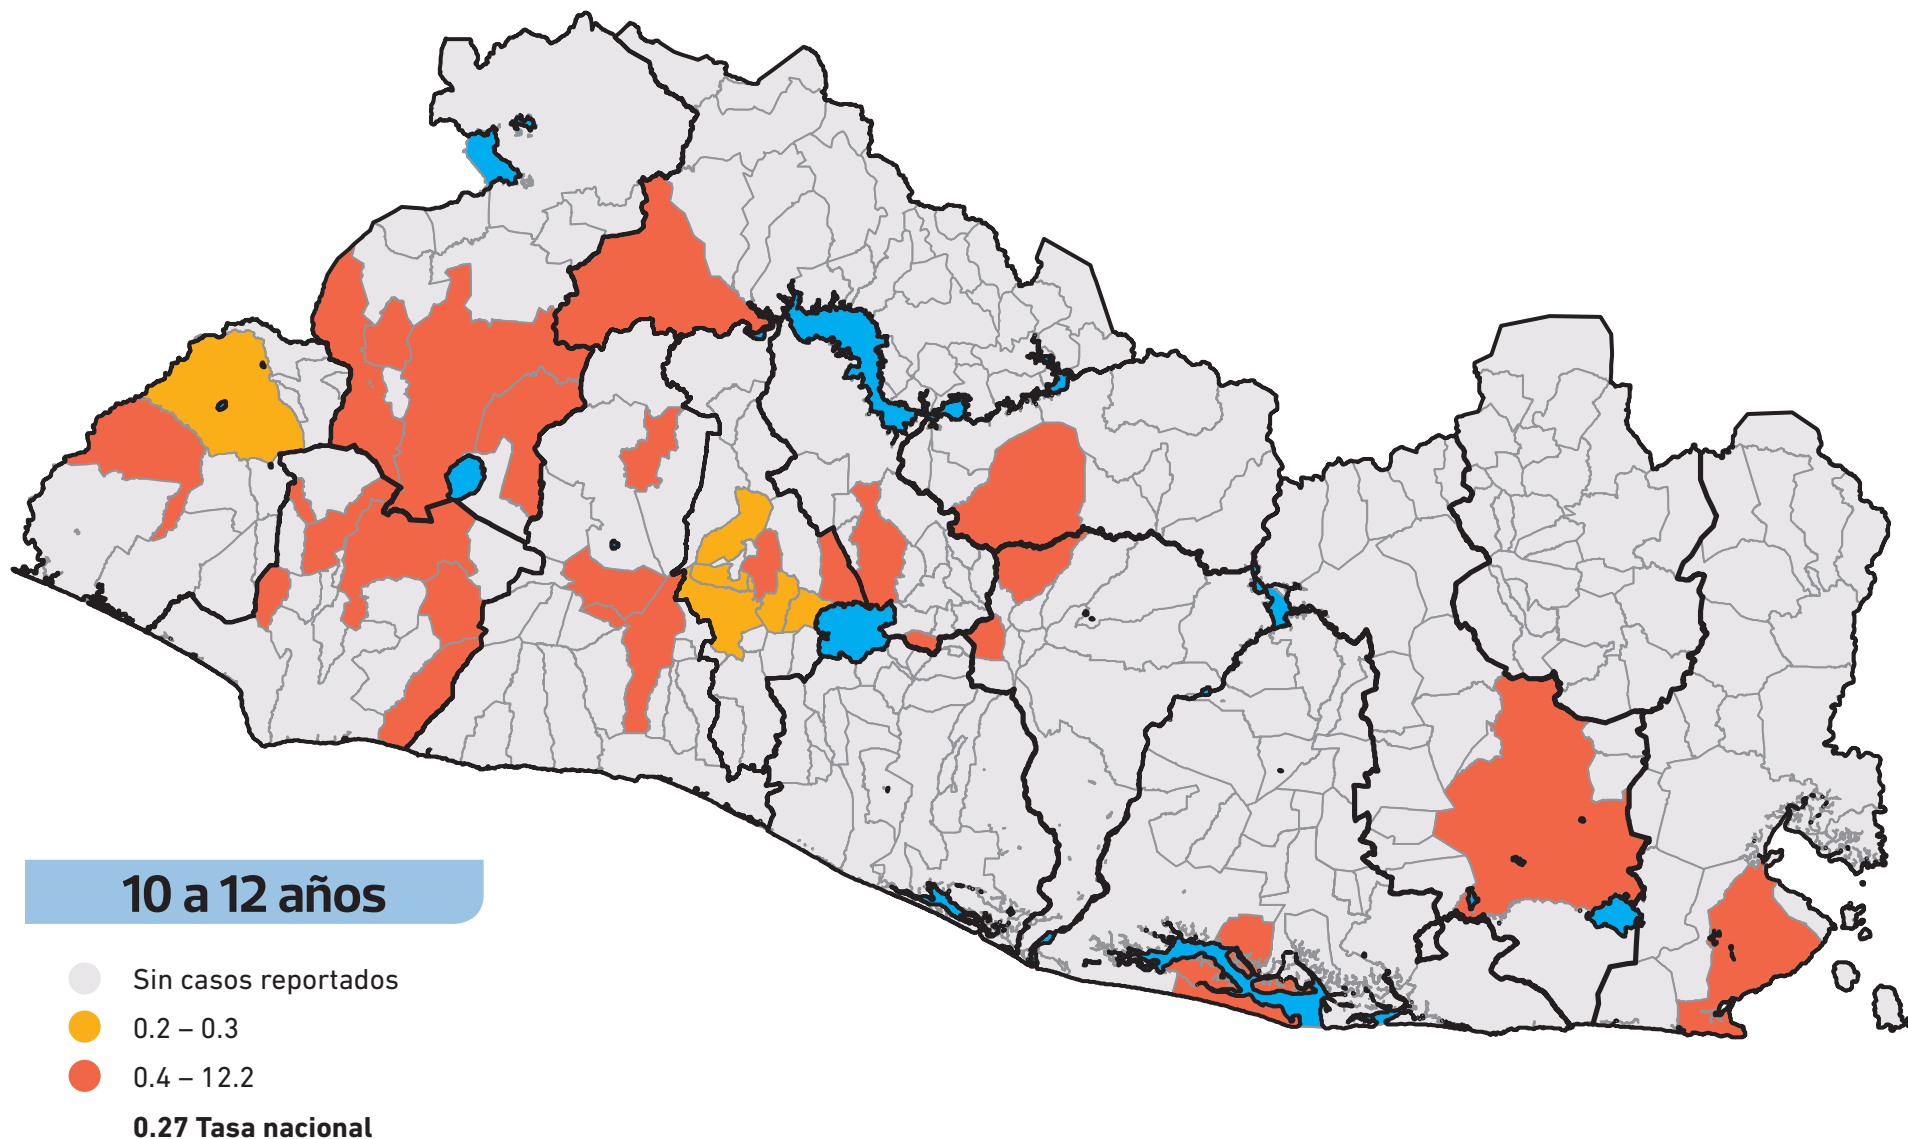 10 a 12 años
Sin casos reportados
0.2 – 0.3
0.4 – 12.2
0.27 Tasa nacional